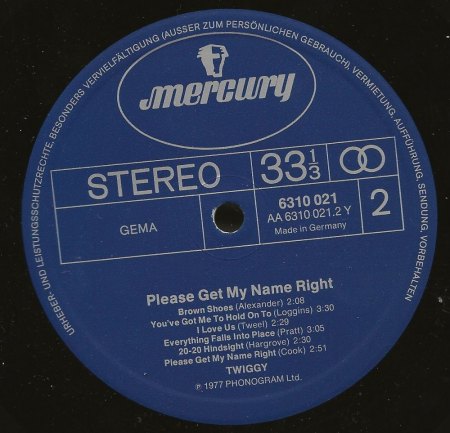 URHEBER- UND LEISTUNGSSCHUTZRECHTE, BESONDERS VERVIELFÄLTIGUNG (AUSSER ZUM PERSÖNLICHEN GEBRAUCH), VERMIETUNG, AUFFÜHRUNG, SENDUNG, VORBEHALTEN
mercury
STEREO
33 1/3
GEMA
6310 021
AA 6310 021.2 Y
Made in Germany
2
Please Get My Name Right
Brown Shoes (Alexander) 2:08
You've Got Me To Hold On To (Loggins) 3:30
I Love Us (Tweel) 2:29
Everything Falls Into Place (Pratt) 3:05
20-20 Hindsight (Hargrove) 2:30
Please Get My Name Right (Cook) 2:51
TWIGGY
℗ 1977 PHONOGRAM Ltd.